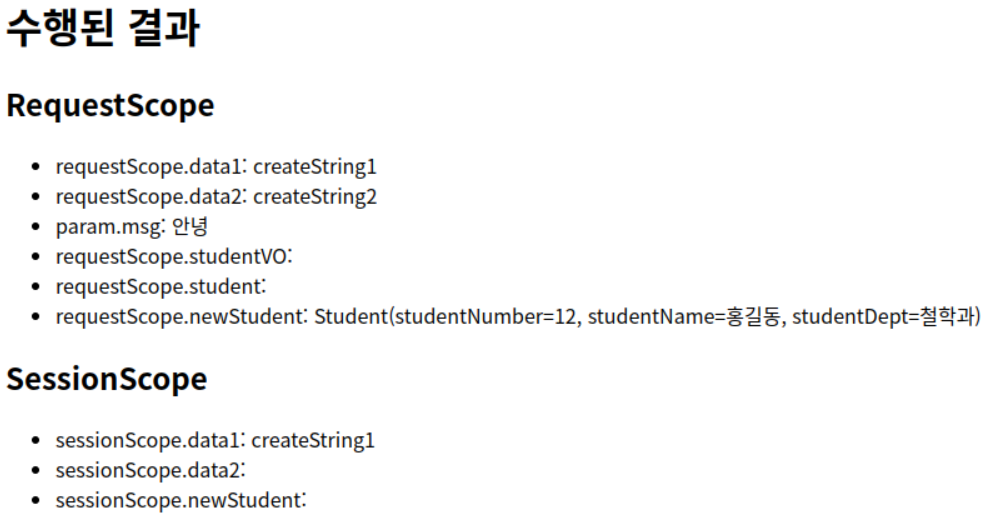 수행된 결과
RequestScope
• requestScope.data1: createString1
• requestScope.data2: createString2
• param.msg: 안녕
• requestScope.studentVO:
• requestScope.student:
• requestScope.newStudent: Student(studentNumber=12, studentName=홍길동, studentDept=철학과)
SessionScope
• sessionScope.data1: createString1
• sessionScope.data2:
• sessionScope.newStudent: